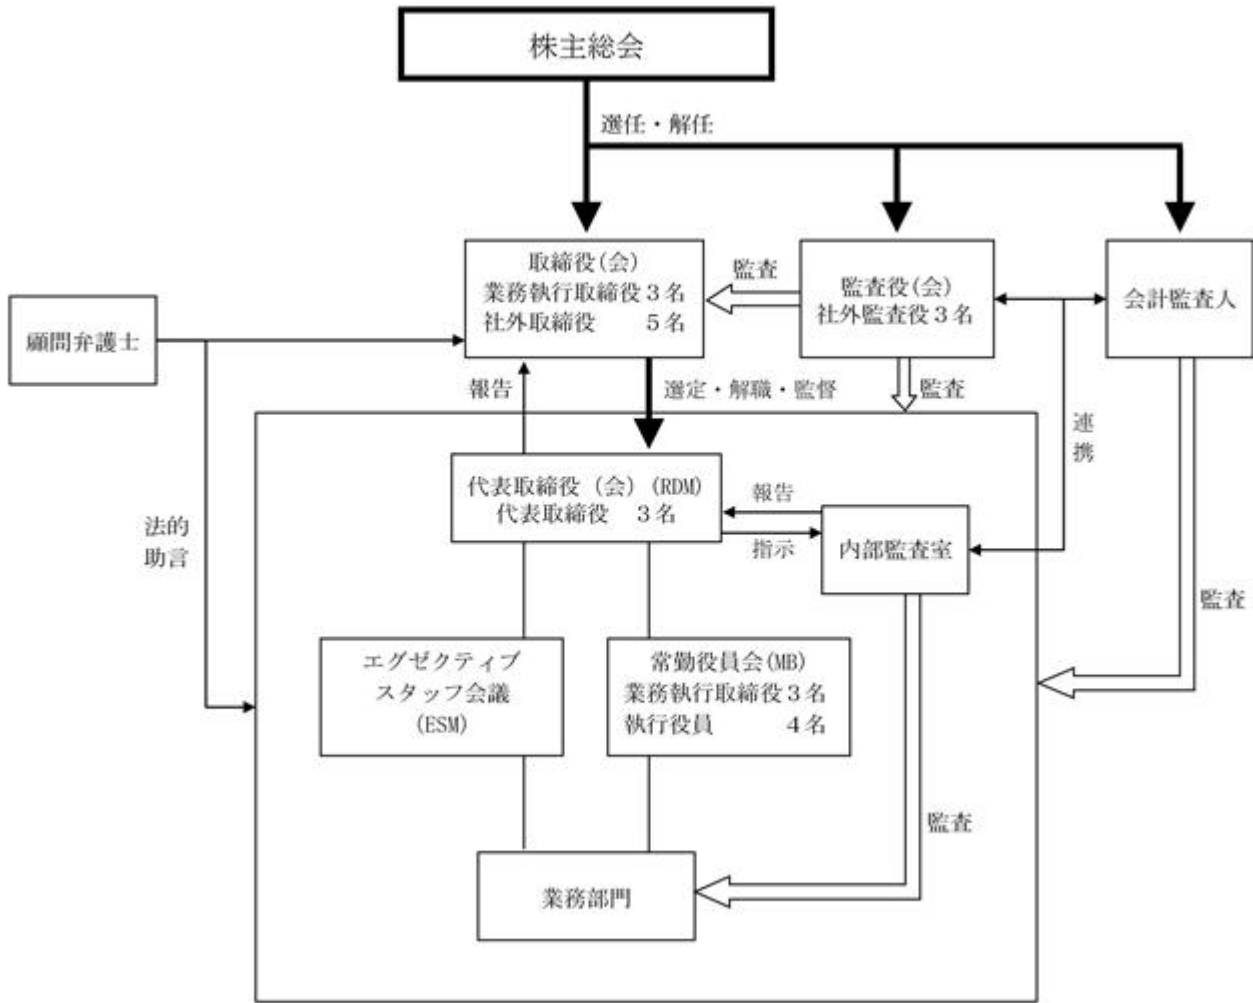 株主総会
選任・解任
取締役(会)
業務執行取締役3名
社外取締役 5名
監査
監査役(会)
社外監査役3名
会計監査人
顧問弁護士
報告
選定・解職・監督
監査
連携
代表取締役 (会) (RDM)
代表取締役 3名
報告
指示
内部監査室
法的
助言
監査
エグゼクティブ
スタッフ会議
(ESM)
常勤役員会(MB)
業務執行取締役3名
執行役員 4名
監査
業務部門